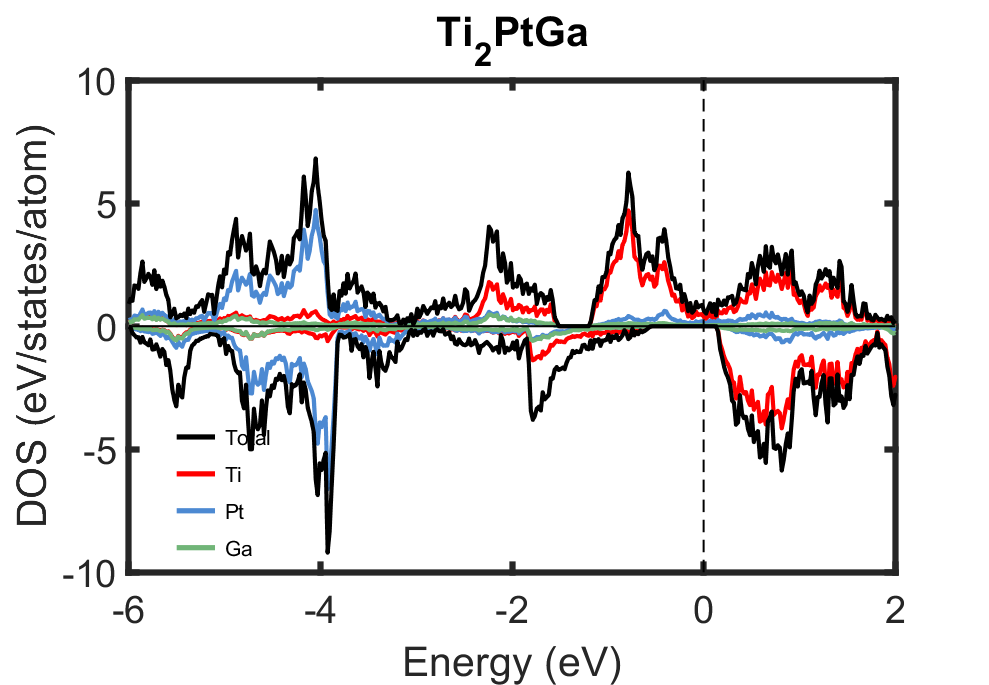 Ti2PtGa
DOS (eV/states/atom)
10
5
0
-5
-10
Total
Ti
Pt
Ga
-6
-4
-2
0
2
Energy (eV)